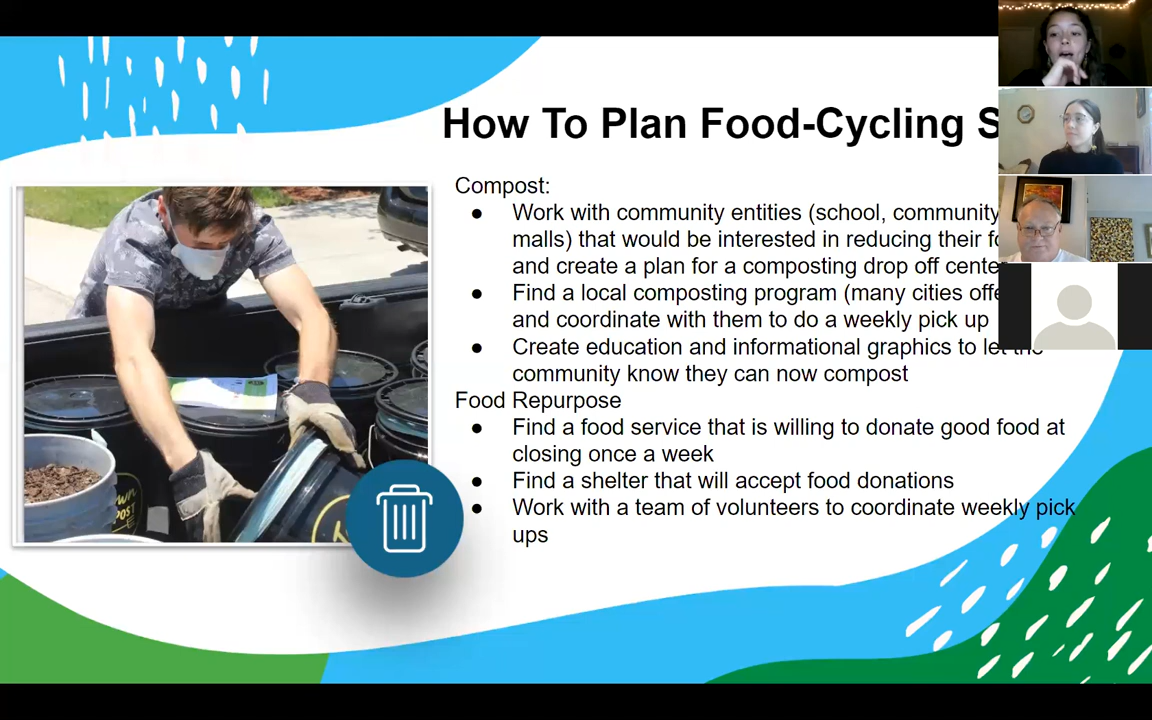 How To Plan Food-Cycling S
Compost:
● Work with community entities (school, community
malls) that would be interested in reducing their
and create a plan for a composting drop off
● Find a local composting program (many cities
and coordinate with them to do a weekly pick up
● Create education and informational graphics to let the
community know they can now compost
Food Repurpose
● Find a food service that is willing to donate good food at
closing once a week
● Find a shelter that will accept food donations
● Work with a team of volunteers to coordinate weekly pick
ups